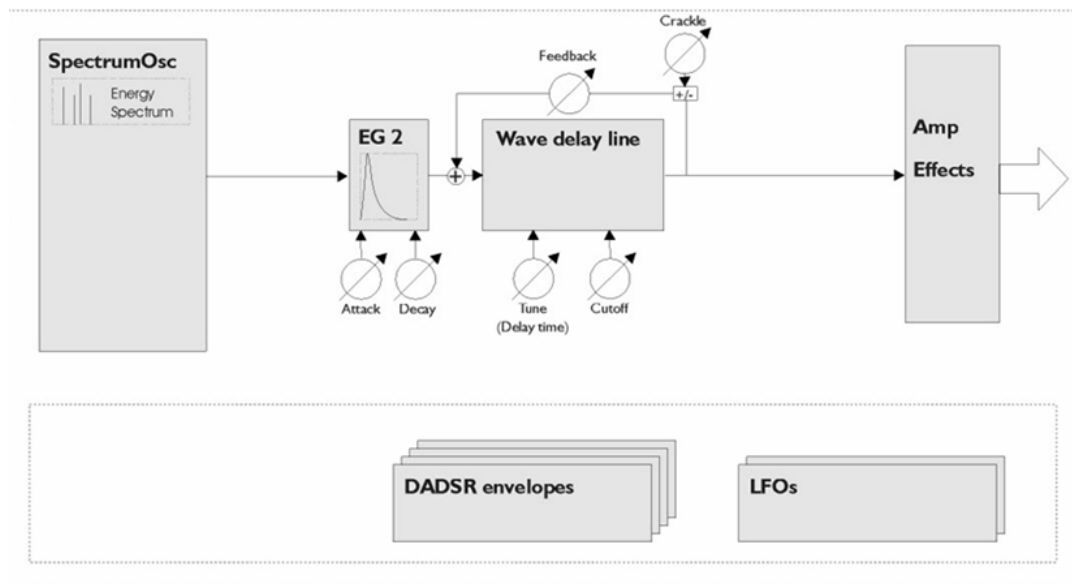 SpectrumOsc
Energy
Spectrum
EG 2
Attack
Decay
+
Feedback
Crackle
+/-
Wave delay line
Tune
(Delay time)
Cutoff
Amp
Effects
DADSR envelopes
LFOs